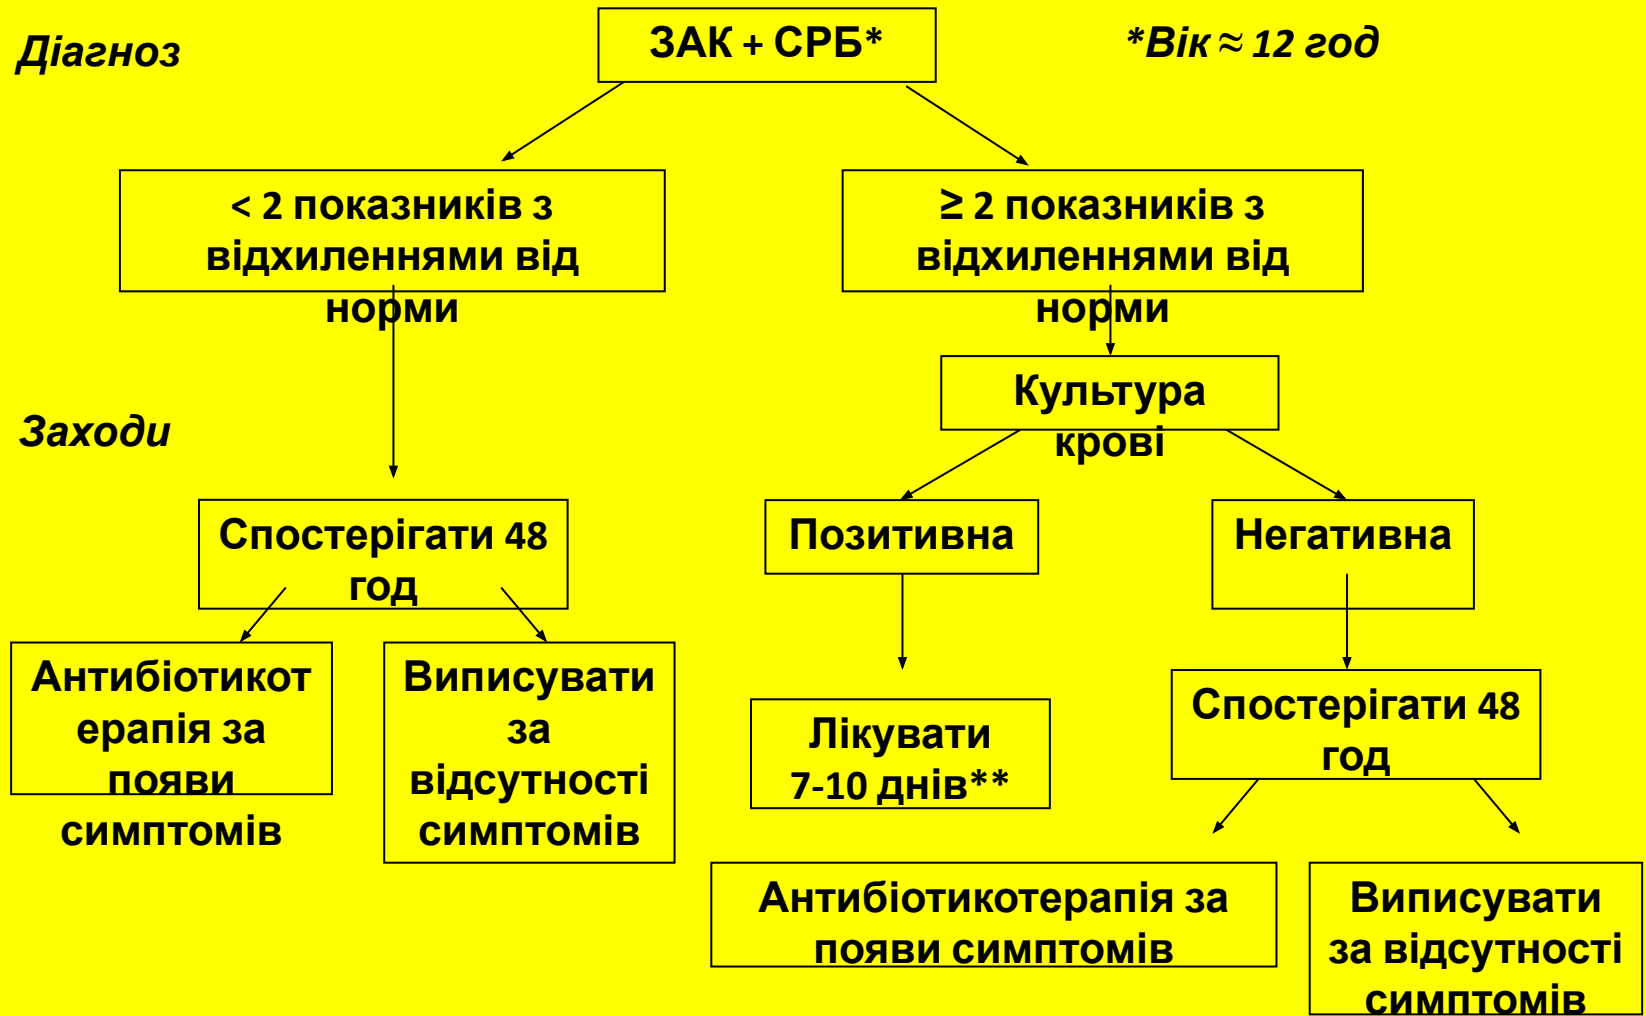 Діагноз
ЗАК + СРБ*
*Вік ≈ 12 год
< 2 показників з
відхиленнями від
норми
≥ 2 показників з
відхиленнями від
норми
Культура
крові
Заходи
Спостерігати 48
год
Позитивна
Негативна
Антибіотикот
ерапія за
появи
симптомів
Виписувати
за
відсутності
симптомів
Лікувати
7-10 днів**
Спостерігати 48
год
Антибіотикотерапія за
появи симптомів
Виписувати
за відсутності
симптомів